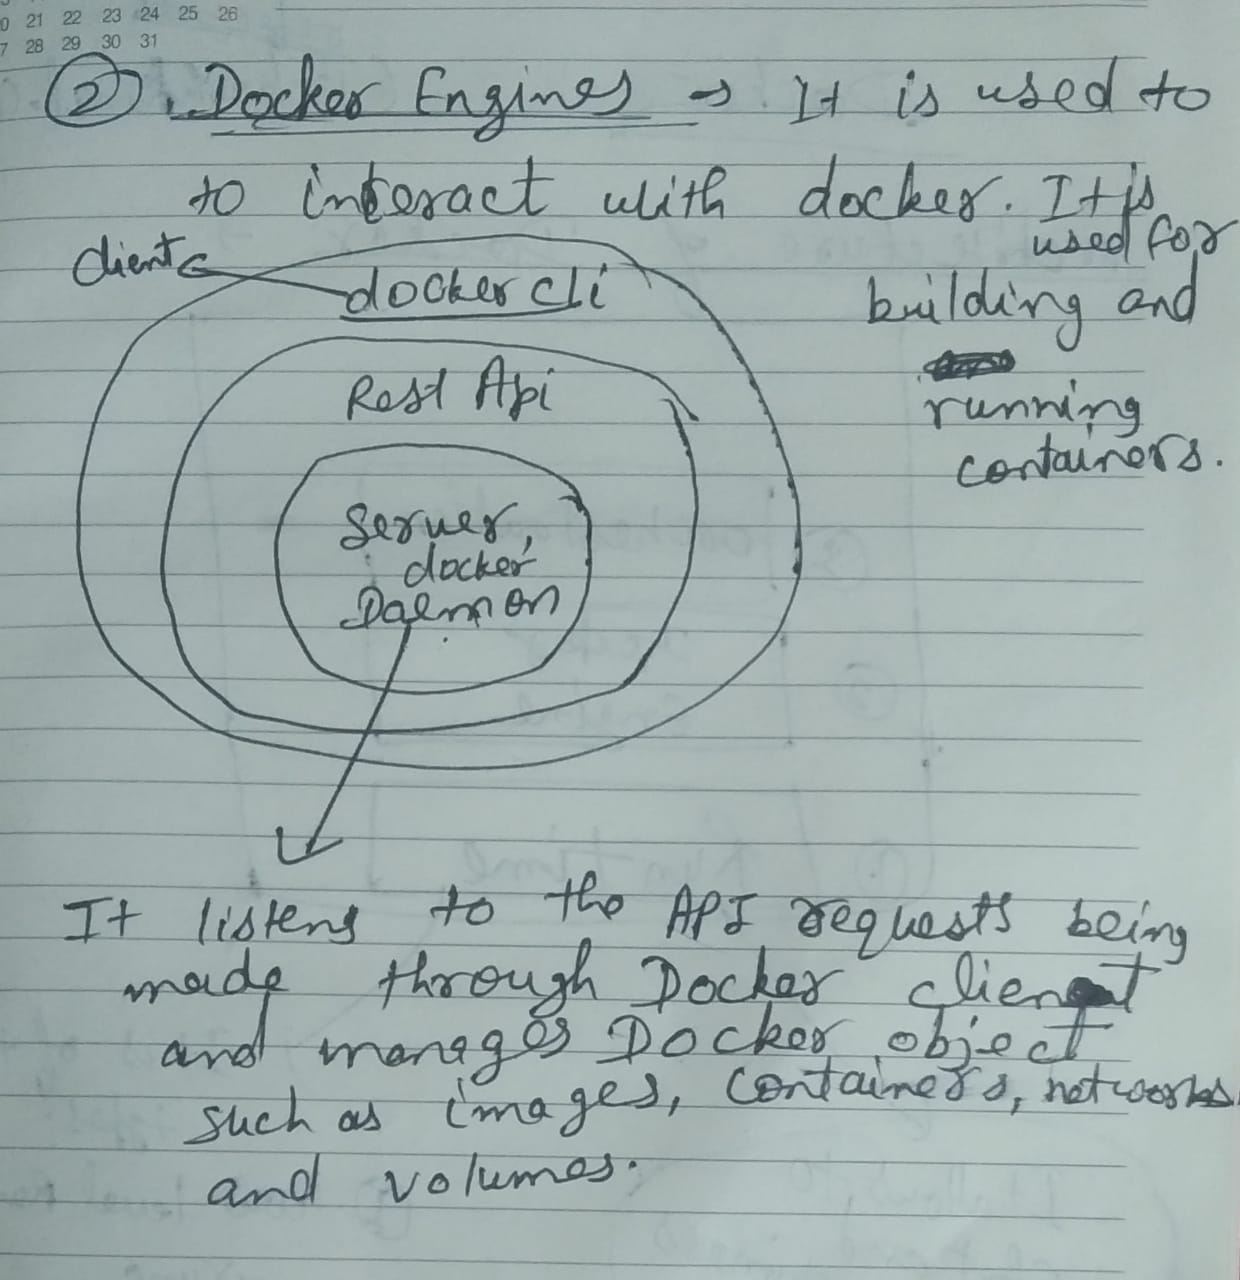 0 21 22 23 24 25 26
7 28 29 30 31
2. Docker Engines → It is used to
to interact with docker. It is
used for
building and
running
containers.
Client
docker cli
Rest Api
Server,
docker
Daemon
It listens to the API requests being
made through Docker client
and manages Docker object
such as images, containers, networks
and volumes.